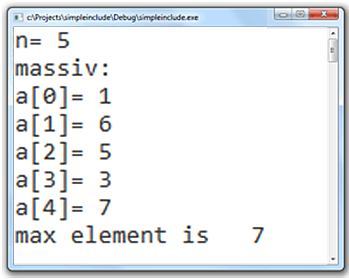 c:\Projects\simpleinclude\Debug\simpleinclude.exe
n= 5
massiv:
a[0]= 1
a[1]= 6
a[2]= 5
a[3]= 3
a[4]= 7
max element is   7